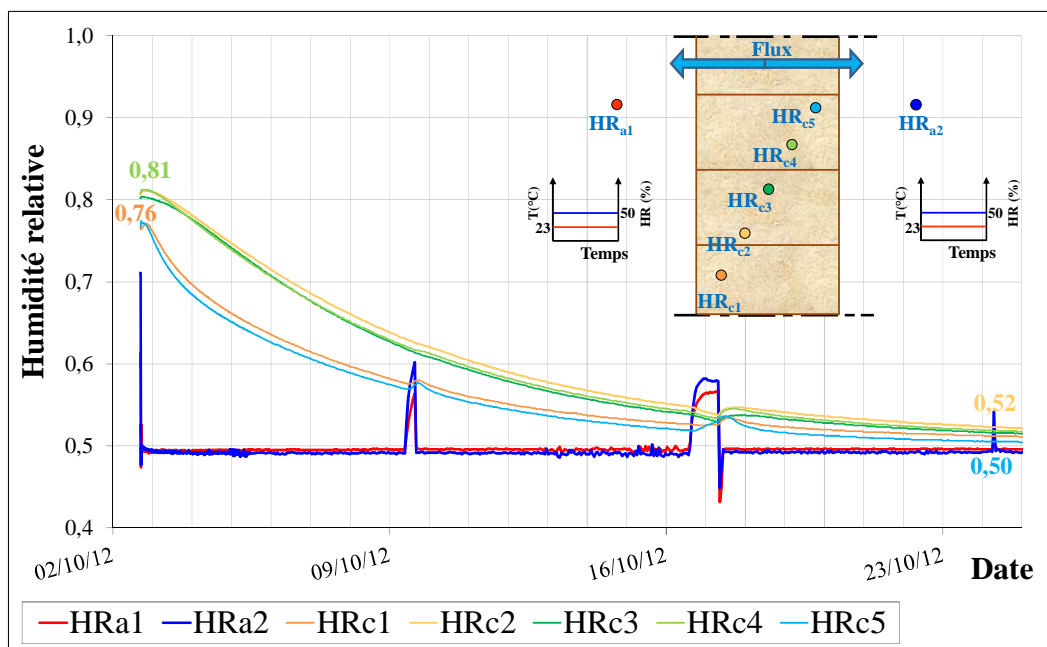 Humidité relative
1,0
0,9
0,8
0,7
0,6
0,5
0,4
0,81
0,76
0,52
0,50
Flux
HRa1
HRc5
HRa2
HRc4
HRc3
HRc2
HRc1
T(°C)
23
50
HR (%)
Temps
T(°C)
23
50
HR (%)
Temps
02/10/12
09/10/12
16/10/12
23/10/12
Date
HRa1 HRa2 HRc1 HRc2 HRc3 HRc4 HRc5